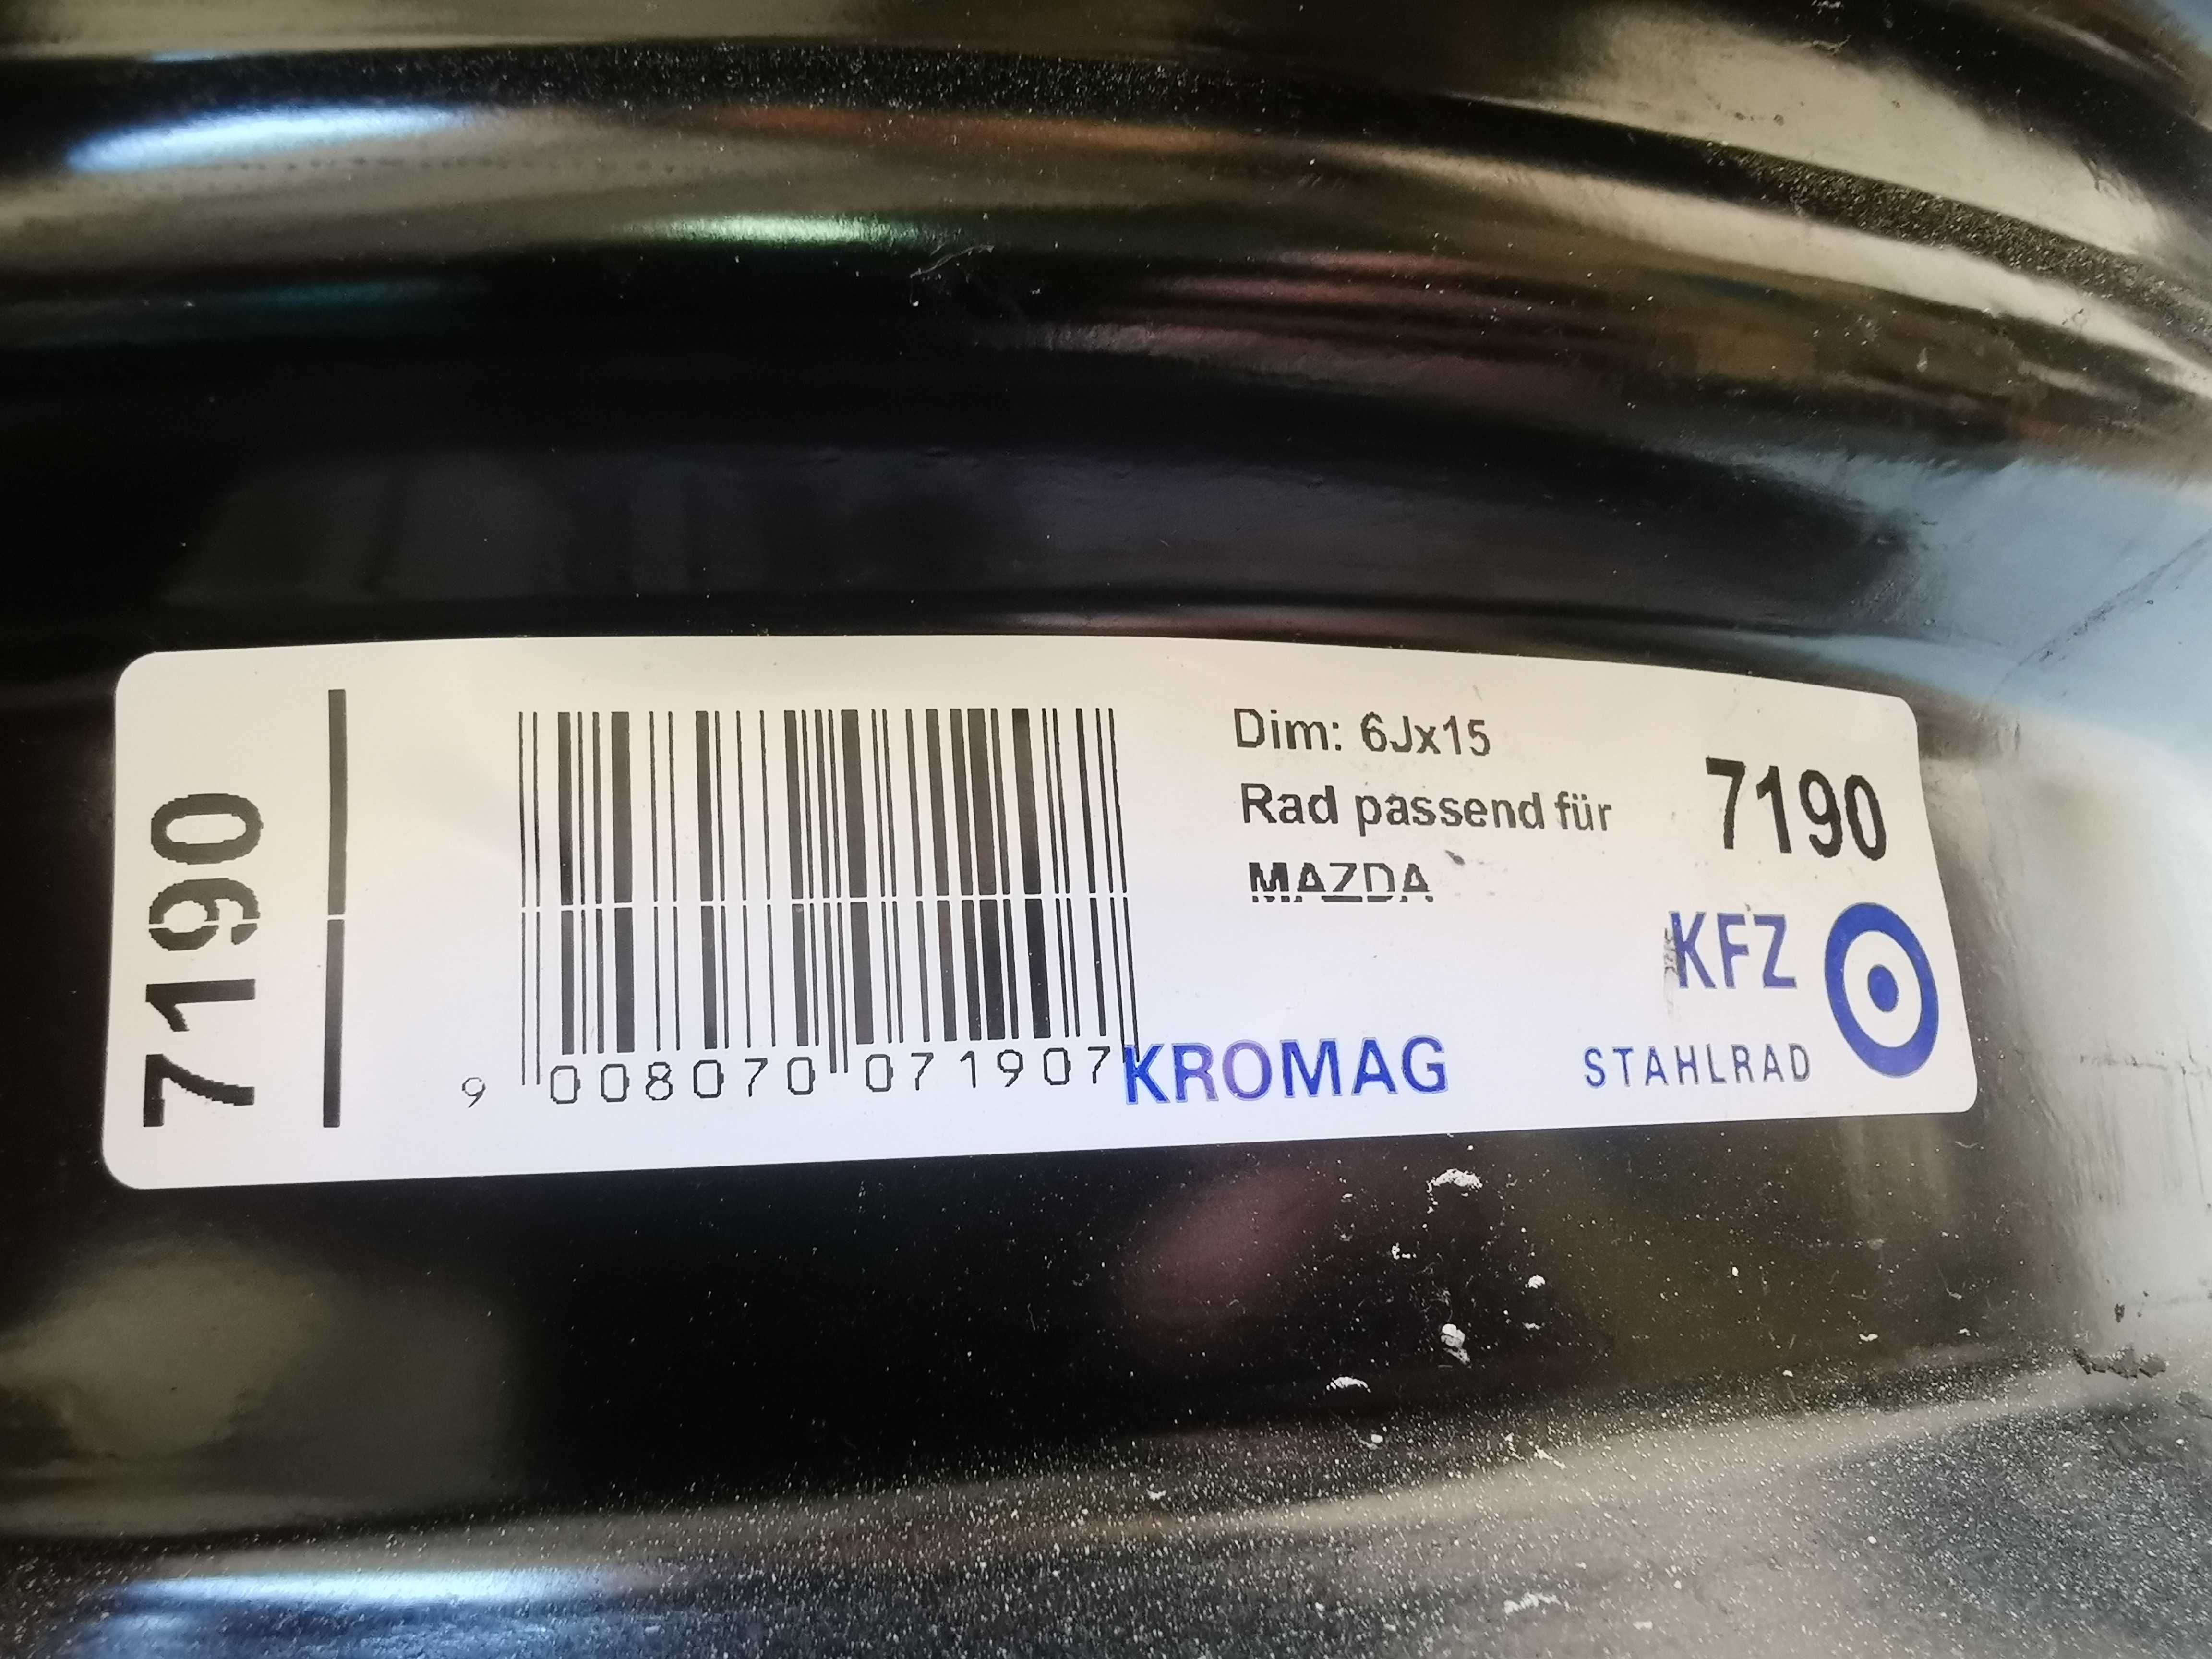 7190
9 008070 071907
Dim: 6Jx15
Rad passend für
MAZDA
7190
KFZ
KROMAG
STAHLRAD